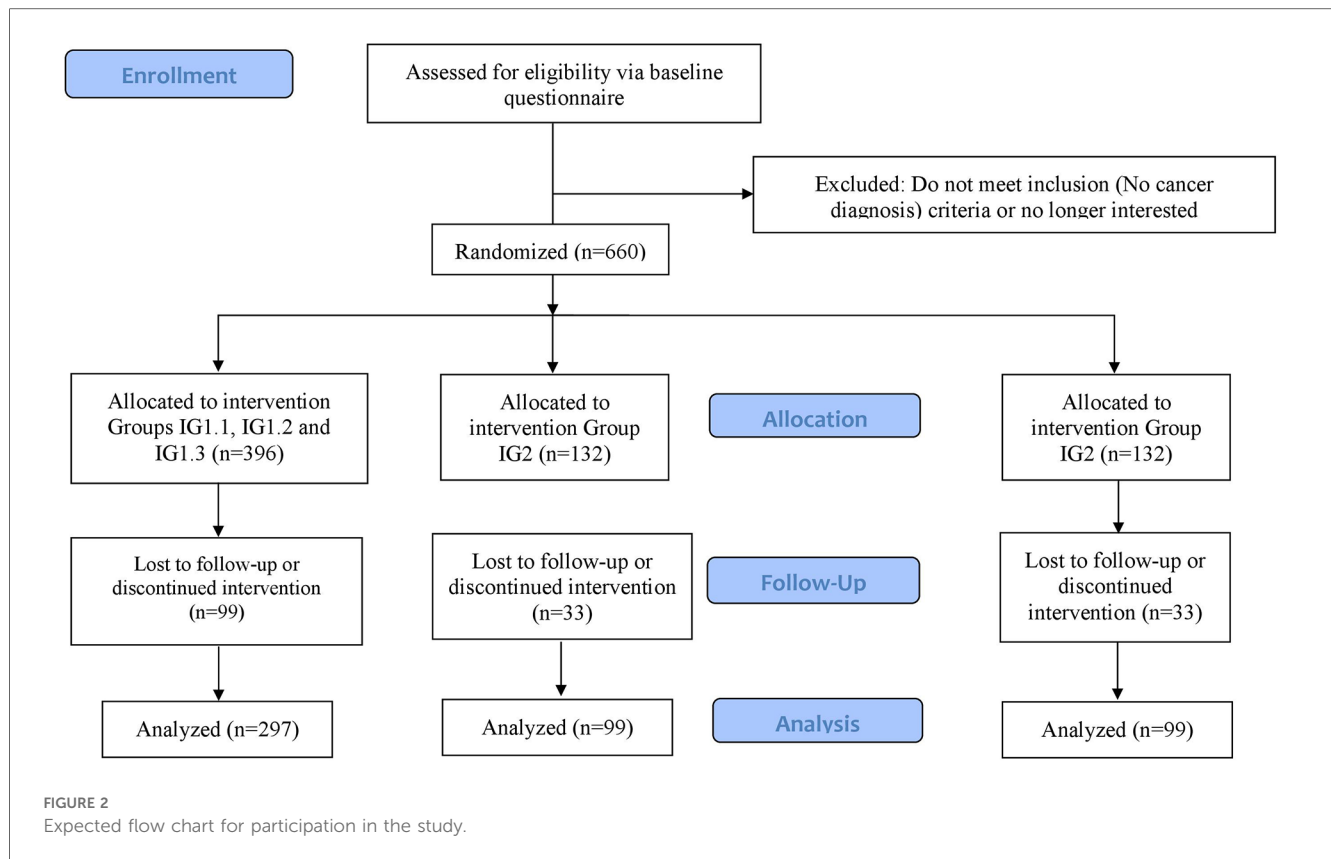 Enrollment
Assessed for eligibility via baseline
questionnaire
Excluded: Do not meet inclusion (No cancer
diagnosis) criteria or no longer interested
Randomized (n=660)
Allocated to intervention
Groups IG1.1, IG1.2 and
IG1.3 (n=396)
Allocated to
intervention Group
IG2 (n=132)
Allocation
Allocated to
intervention Group
IG2 (n=132)
Lost to follow-up or
discontinued intervention
(n=99)
Lost to follow-up or
discontinued intervention
(n=33)
Follow-Up
Lost to follow-up or
discontinued
intervention (n=33)
Analyzed (n=297)
Analyzed (n=99)
Analysis
Analyzed (n=99)
FIGURE 2
Expected flow chart for participation in the study.